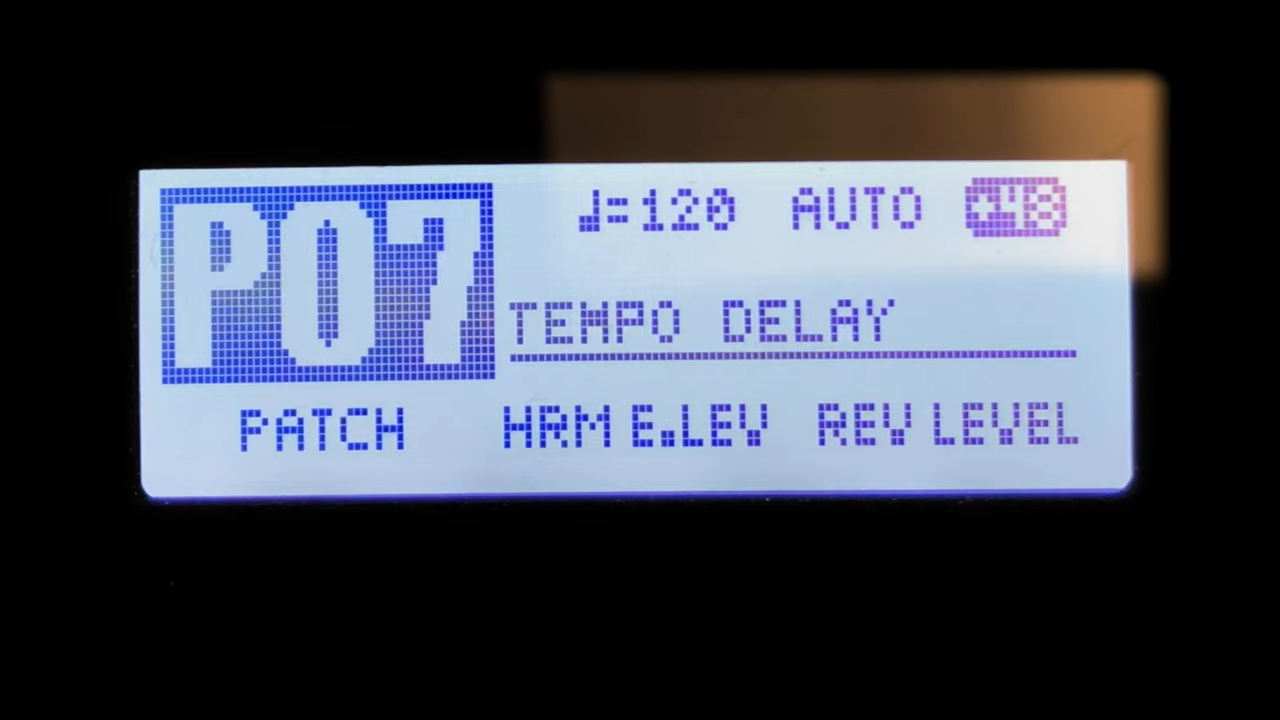 P07
♩=120 AUTO
TEMPO DELAY
PATCH HRM E.LEV REV LEVEL